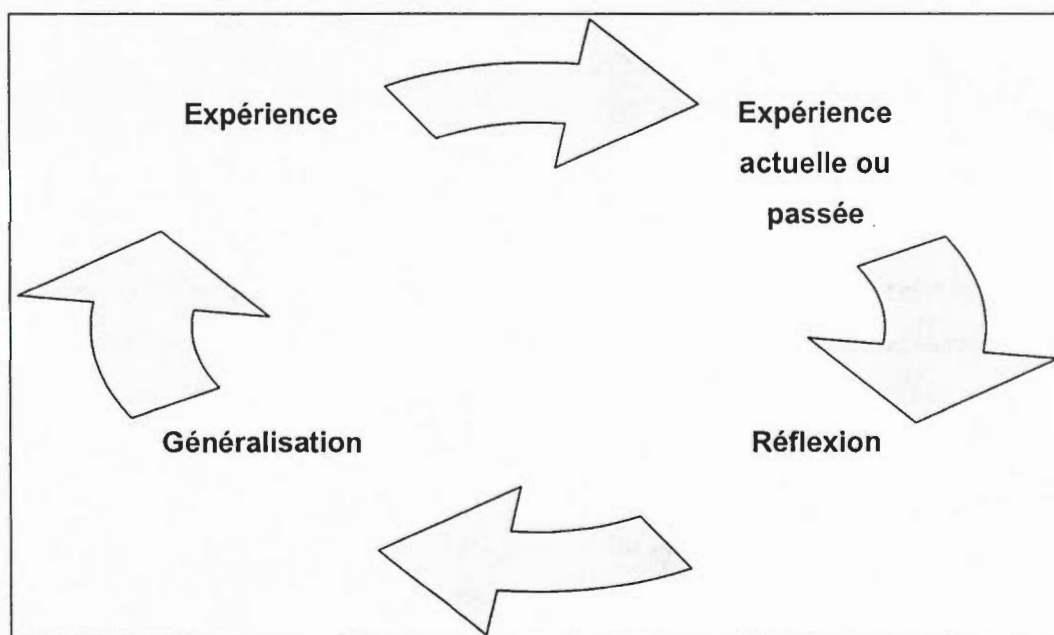 Expérience
Expérience
actuelle ou
passée
Réflexion
Généralisation